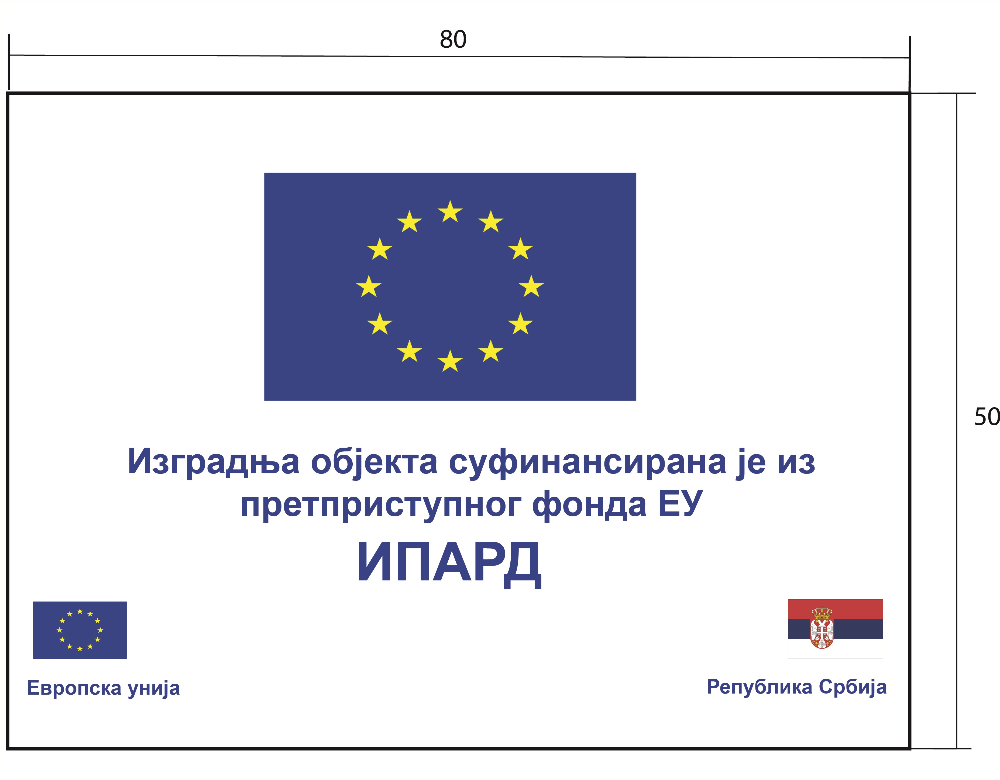 80
50
Изградња објекта суфинансирана је из
претприступног фонда ЕУ
ИПАРД
Европска унија
Република Србија